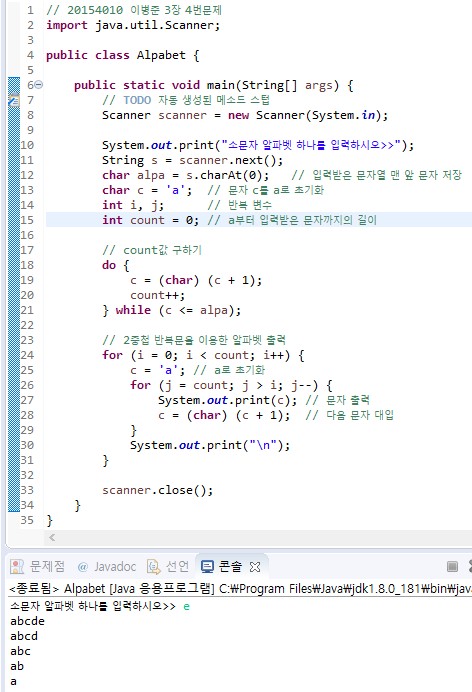 1 // 20154010 이병준 3장 4번문제
2 import java.util.Scanner;
3
4 public class Alpabet {
5
6 public static void main(String[] args) {
7 // TODO 자동 생성된 메소드 스텁
8 Scanner scanner = new Scanner(System.in);
9
10 System.out.print("소문자 알파벳 하나를 입력하시오>>");
11 String s = scanner.next();
12 char alpa = s.charAt(0); // 입력받은 문자열 맨 앞 문자 저장
13 char c = 'a'; // 문자 c를 a로 초기화
14 int i, j; // 반복 변수
15 int count = 0; // a부터 입력받은 문자까지의 길이
16
17 // count값 구하기
18 do {
19 c = (char) (c + 1);
20 count++;
21 } while (c <= alpa);
22
23 // 2중첩 반복문을 이용한 알파벳 출력
24 for (i = 0; i < count; i++) {
25 c = 'a'; // a로 초기화
26 for (j = count; j > i; j--) {
27 System.out.print(c); // 문자 출력
28 c = (char) (c + 1); // 다음 문자 대입
29 }
30 System.out.print("\n");
31 }
32
33 scanner.close();
34 }
35 }
문제점 @ Javadoc 선언 콘솔
<종료됨> Alpabet [Java 응용프로그램] C:₩Program Files₩Java₩jdk1.8.0_181₩bin₩jav
소문자 알파벳 하나를 입력하시오>> e
abcde
abcd
abc
ab
a